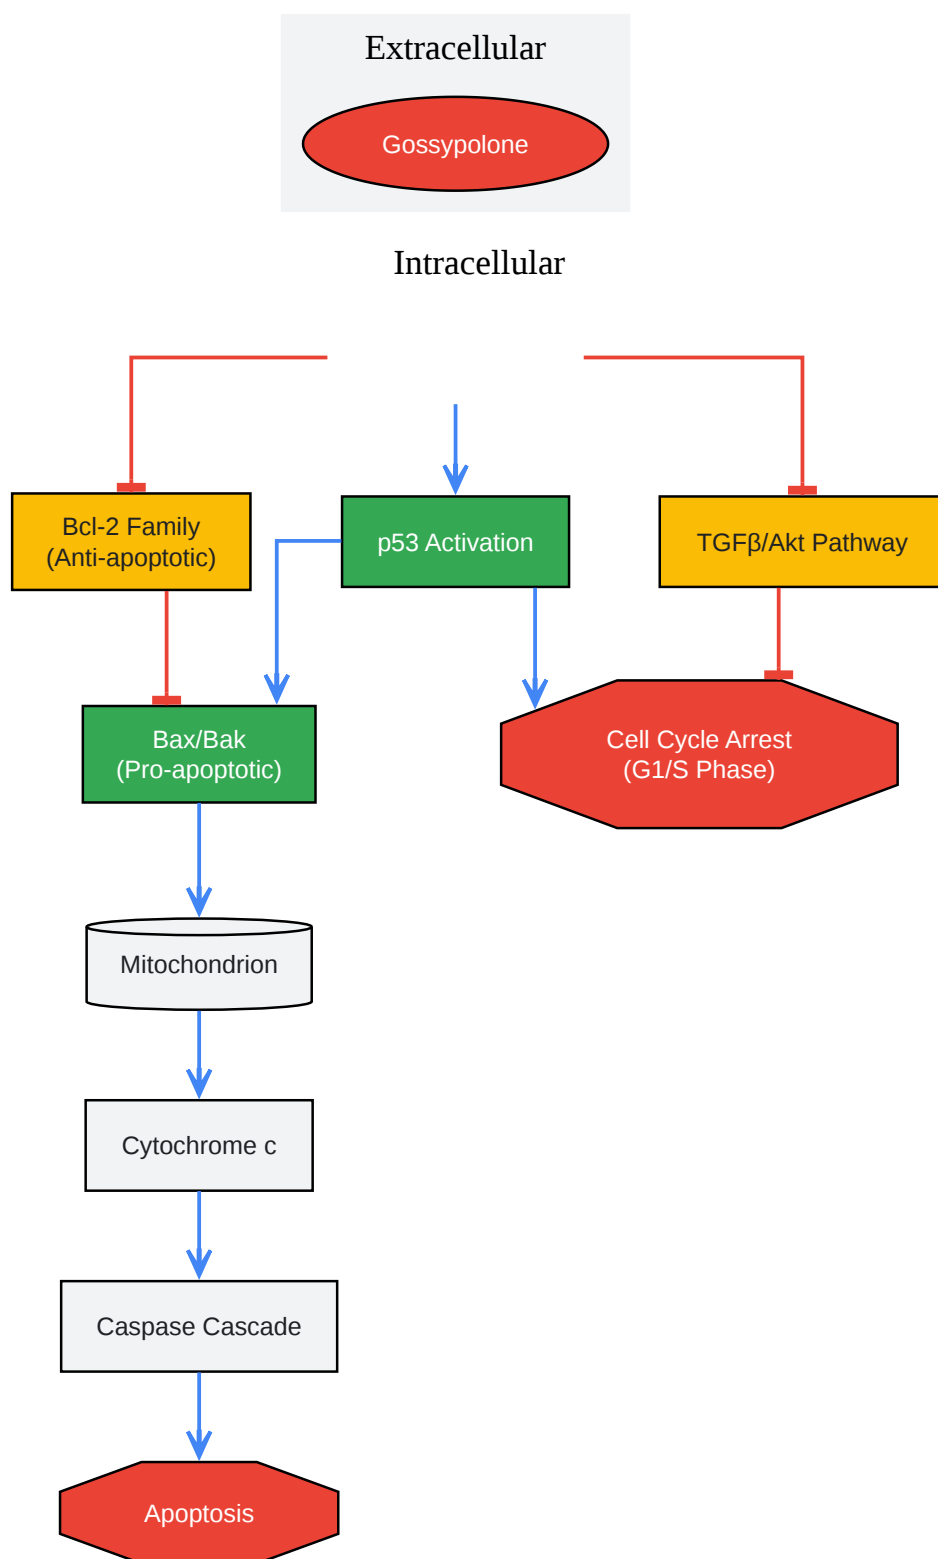 Extracellular
Gossypolone
Intracellular
Bcl-2 Family
(Anti-apoptotic)
p53 Activation
TGFβ/Akt Pathway
Bax/Bak
(Pro-apoptotic)
Cell Cycle Arrest
(G1/S Phase)
Mitochondrion
Cytochrome c
Caspase Cascade
Apoptosis